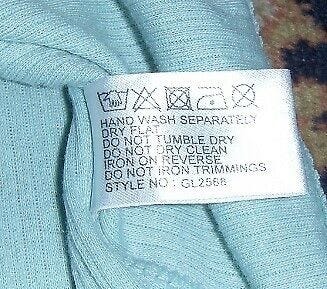 HAND WASH SEPARATELY
DRY FLAT
DO NOT TUMBLE DRY
DO NOT DRY CLEAN
IRON ON REVERSE
DO NOT IRON TRIMMINGS
STYLE NO : GL2568